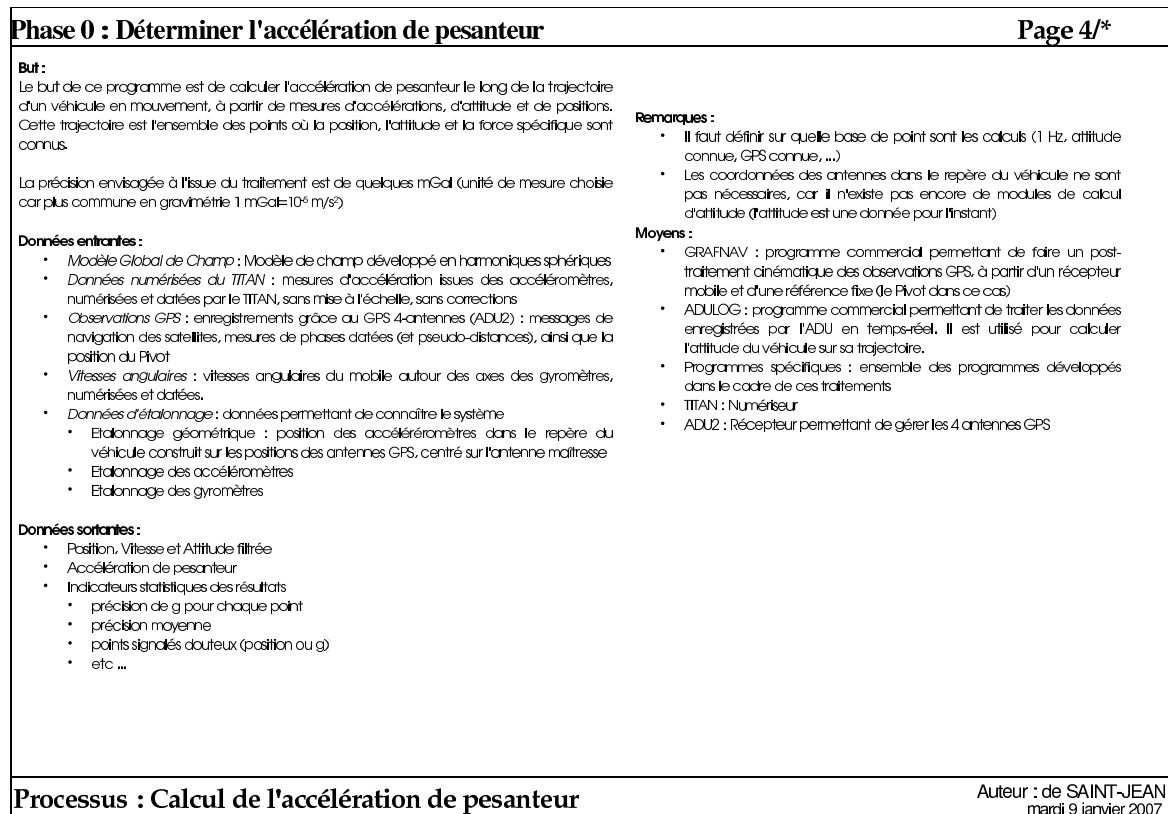 Phase 0 : Déterminer l'accélération de pesanteur
Page 4/*
But :
Le but de ce programme est de calculer l'accélération de pesanteur le long de la trajectoire
d'un véhicule en mouvement, à partir de mesures d'accélérations, d'attitude et de positions.
Cette trajectoire est l'ensemble des points où la position, l'attitude et la force spécifique sont
connus.
La précision envisagée à l'issue du traitement est de quelques mGal (unité de mesure choisie
car plus commune en gravimétrie 1 mGal=10-5 m/s²)
Données entrantes :
• Modèle Global de Champ : Modèle de champ développé en harmoniques sphériques
• Données numérisées du TITAN : mesures d'accélération issues des accéléromètres,
numérisées et datées par le TITAN, sans mise à l'échelle, sans corrections
• Observations GPS : enregistrements grâce au GPS 4-antennes (ADU2) : messages de
navigation des satellites, mesures de phases datées (et pseudo-distances), ainsi que la
position du Pivot
• Vitesses angulaires : vitesses angulaires du mobile autour des axes des gyromètres,
numérisées et datées.
• Données d'étalonnage : données permettant de connaître le système
• Etalonnage géométrique : position des accéléréromètres dans le repère du
véhicule construit sur les positions des antennes GPS, centré sur l'antenne maîtresse
• Etalonnage des accéléromètres
• Etalonnage des gyromètres
Données sortantes :
• Position, Vitesse et Attitude filtrée
• Accélération de pesanteur
• Indicateurs statistiques des résultats
• précision de g pour chaque point
• précision moyenne
• points signalés douteux (position ou g)
• etc ...
Remarques :
• Il faut définir sur quelle base de point sont les calculs (1 Hz, attitude
connue, GPS connue, ...)
• Les coordonnées des antennes dans le repère du véhicule ne sont
pas nécessaires, car il n'existe pas encore de modules de calcul
d'attitude (l'attitude est une donnée pour l'instant)
Moyens :
• GRAFNAV : programme commercial permettant de faire un post-
traitement cinématique des observations GPS, à partir d'un récepteur
mobile et d'une référence fixe (le Pivot dans ce cas)
• ADULOG : programme commercial permettant de traiter les données
enregistrées par l'ADU en temps-réel. Il est utilisé pour calculer
l'attitude du véhicule sur sa trajectoire.
• Programmes spécifiques : ensemble des programmes développés
dans le cadre de ces traitements
• TITAN : Numériseur
• ADU2 : Récepteur permettant de gérer les 4 antennes GPS
Processus : Calcul de l'accélération de pesanteur
Auteur : de SAINT-JEAN
mardi 9 janvier 2007